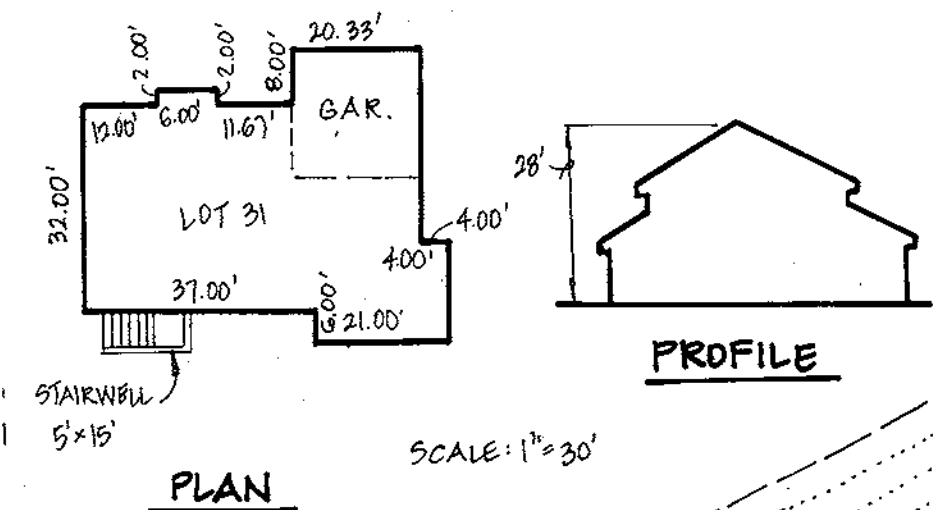 20.33'
2.00'
2.00'
8.00'
12.00'
6.00'
11.67'
GAR.
28'
32.00'
LOT 31
4.00'
4.00'
37.00'
6.00'
21.00'
PROFILE
STAIRWELL
5'×15'
SCALE: 1"=30'
PLAN